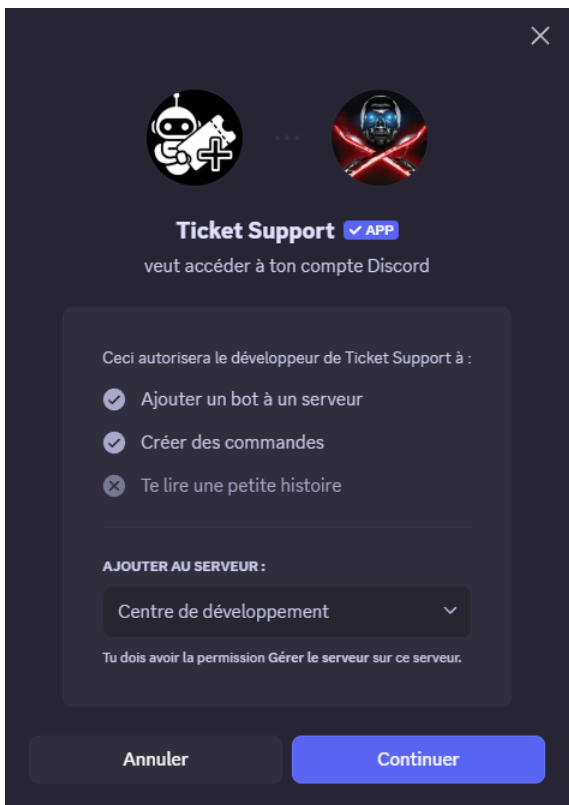 Ticket Support ✓ APP
veut accéder à ton compte Discord
Ceci autorisera le développeur de Ticket Support à :
Ajouter un bot à un serveur
Créer des commandes
Te lire une petite histoire
AJOUTER AU SERVEUR :
Centre de développement
Tu dois avoir la permission Gérer le serveur sur ce serveur.
Annuler
Continuer